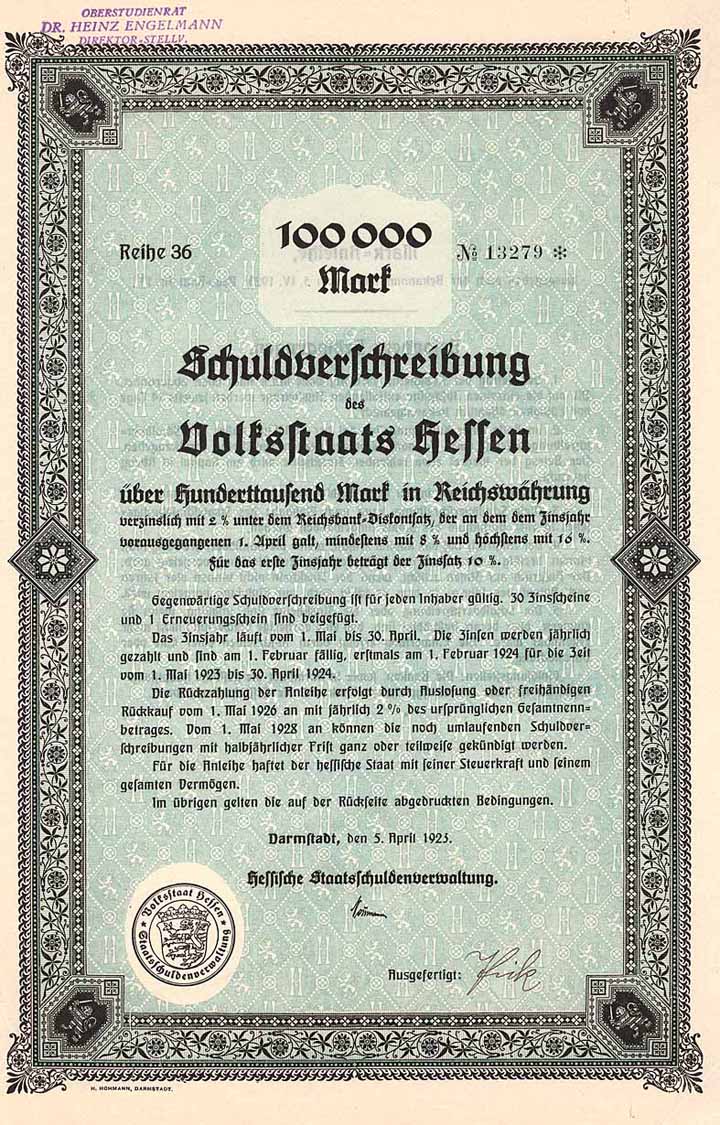 OBERSTUDIENRAT
DR. HEINZ ENGELMANN
DIREKTOR-STELLV.
100 000
Mark
Reihe 36
№ 13279 *
Schuldverschreibung
des
Volksstaats Hessen
über Hunderttausend Mark in Reichswährung
verzinslich mit 2 % unter dem Reichsbank-Diskontsatz, der an dem dem Zinsjahr
vorausgegangenen 1. April galt, mindestens mit 8 % und höchstens mit 16 %.
Für das erste Zinsjahr beträgt der Zinssatz 10 %.
Gegenwärtige Schuldverschreibung ist für jeden Inhaber gültig. 30 Zinsscheine
und 1 Erneuerungsschein sind beigefügt.
Das Zinsjahr läuft vom 1. Mai bis 30. April. Die Zinsen werden jährlich
gezahlt und sind am 1. Februar fällig, erstmals am 1. Februar 1924 für die Zeit
vom 1. Mai 1923 bis 30. April 1924.
Die Rückzahlung der Anleihe erfolgt durch Auslosung oder freihändigen
Rückkauf vom 1. Mai 1926 an mit jährlich 2 % des ursprünglichen Gesamtnenn-
betrages. Vom 1. Mai 1928 an können die noch umlaufenden Schuldver-
schreibungen mit halbjährlicher Frist ganz oder teilweise gekündigt werden.
Für die Anleihe haftet der hessische Staat mit seiner Steuerkraft und seinem
gesamten Vermögen.
Im übrigen gelten die auf der Rückseite abgedruckten Bedingungen.
Darmstadt, den 5. April 1923.
Hessische Staatsschuldenverwaltung.
Volksstaat Hessen
Staatsschuldenverwaltung
Ausgefertigt:
H. HOHMANN, DARMSTADT.